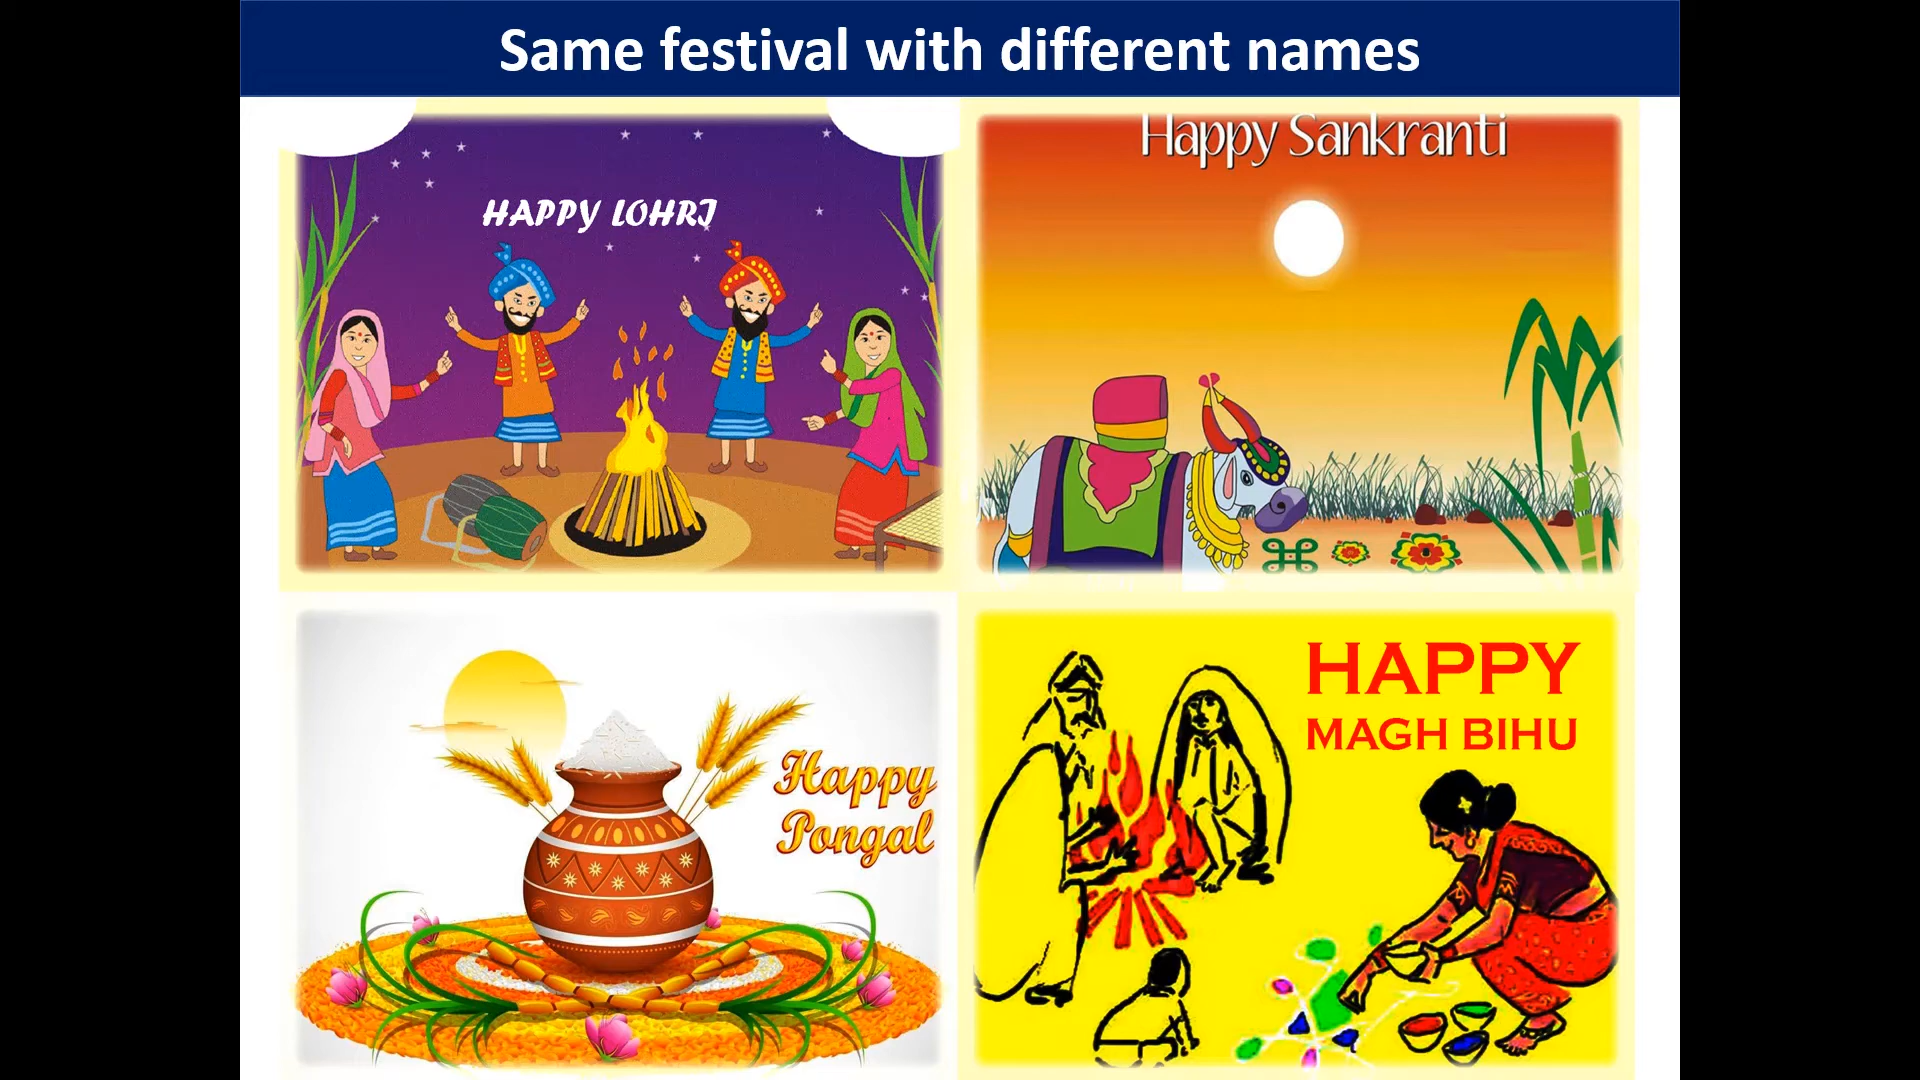 Same festival with different names
HAPPY LOHRI
Happy Sankranti
Happy
Pongal
HAPPY
MAGH BIHU